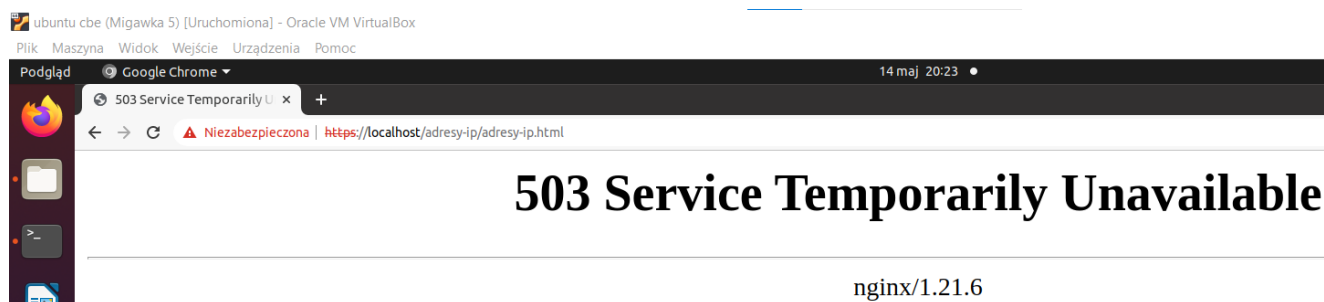 ubuntu cbe (Migawka 5) [Uruchomiona] - Oracle VM VirtualBox
Plik Maszyna Widok Wejście Urządzenia Pomoc
Podgląd Google Chrome 14 maj 20:23
503 Service Temporarily U
Niezabezpieczona | https://localhost/adresy-ip/adresy-ip.html
503 Service Temporarily Unavailable
nginx/1.21.6